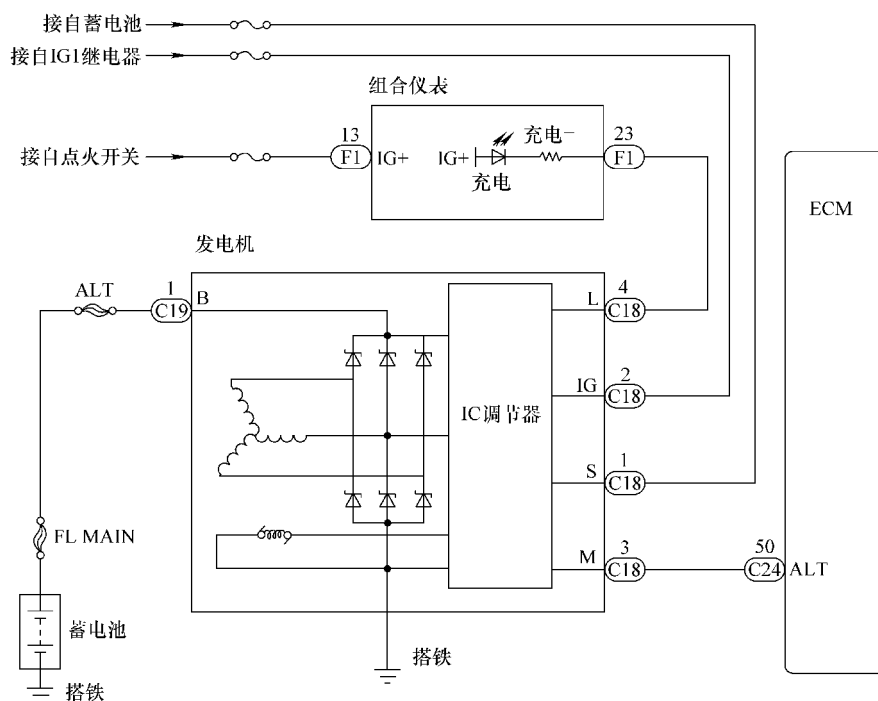 接自蓄电池
接白IG1继电器
组合仪表
接白点火开关
13
F1
IG+
IG+
充电
充电−
23
F1
ECM
发电机
ALT
1
C19
B
L
4
C18
IG
2
C18
IC调节器
S
1
C18
M
3
C18
50
C24
ALT
FL MAIN
蓄电池
搭铁
搭铁